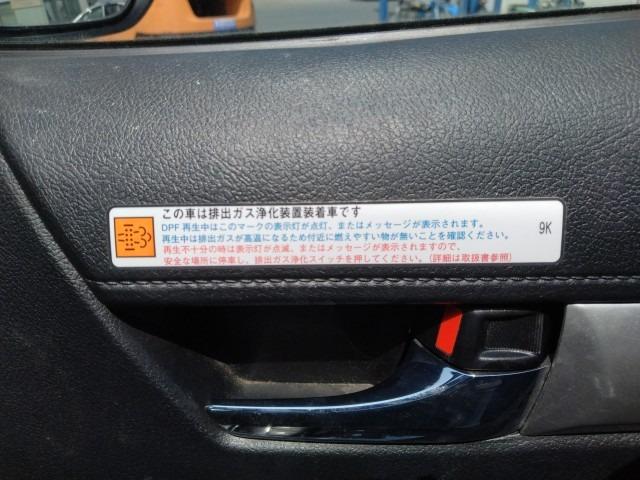 この車は排出ガス浄化装置装着車です
DPF 再生中はこのマークの表示灯が点灯、またはメッセージが表示されます。
再生中は排出ガスが高温になるため付近に燃えやすい物が無いことを確認ください。
再生不十分の時は表示灯が点滅、またはメッセージが表示されますので、
安全な場所に停車し、排出ガス浄化スイッチを押してください。（詳細は取扱書参照）
9K